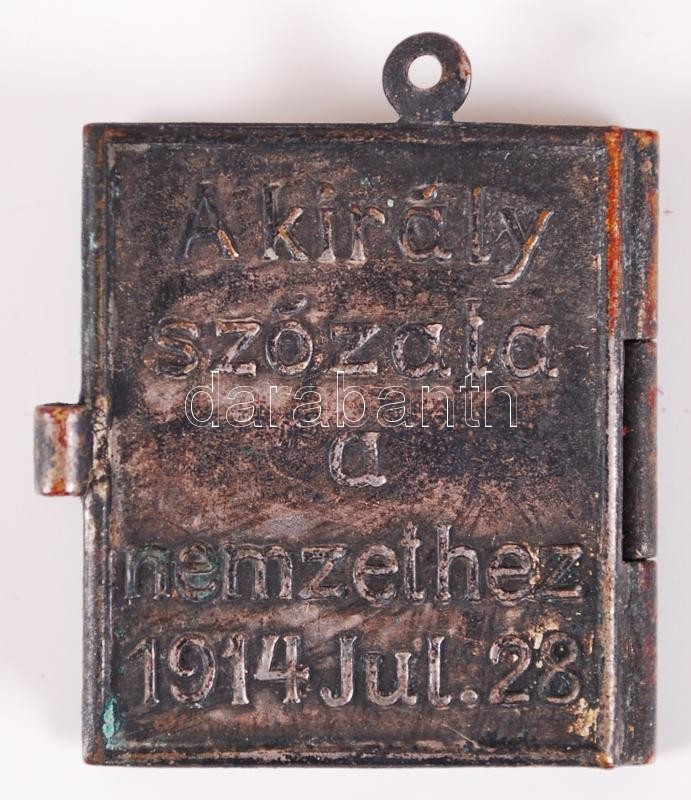 A király
szózata
darabanth
a
nemzethez
1914 Jul. 28